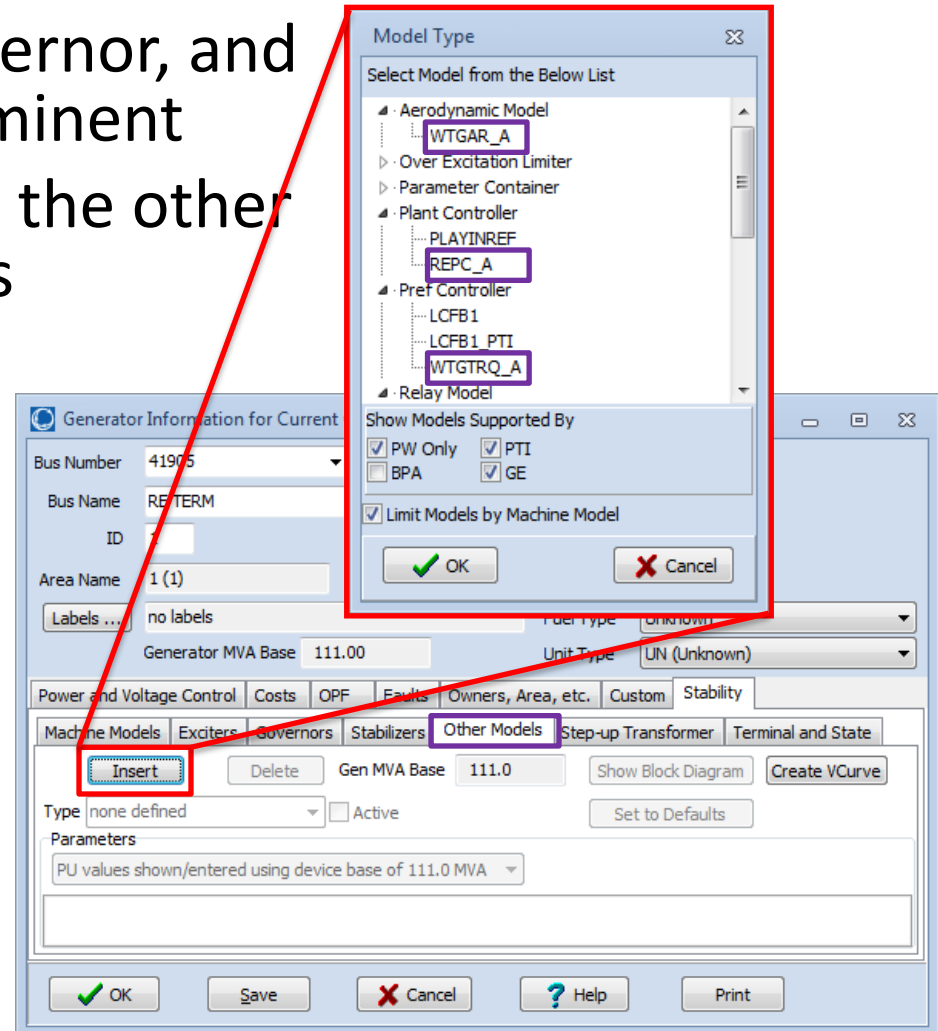 ernor, and
minent
the other
s
Model Type
Select Model from the Below List
Aerodynamic Model
WTGAR_A
Over Excitation Limiter
Parameter Container
Plant Controller
PLAYINREF
REPC_A
Pref Controller
LCFB1
LCFB1_PTI
WTGTRQ_A
Relay Model
Show Models Supported By
PW Only PTI
BPA GE
Limit Models by Machine Model
OK Cancel
Generator Information for Current
Bus Number 41905
Bus Name RE TERM
ID 1
Area Name 1 (1)
Labels ... no labels Fuel Type Unknown
Generator MVA Base 111.00 Unit Type UN (Unknown)
Power and Voltage Control Costs OPF Faults Owners, Area, etc. Custom Stability
Machine Models Exciters Governors Stabilizers Other Models Step-up Transformer Terminal and State
Insert Delete Gen MVA Base 111.0 Show Block Diagram Create VCurve
Type none defined Active Set to Defaults
Parameters
PU values shown/entered using device base of 111.0 MVA
OK Save Cancel Help Print